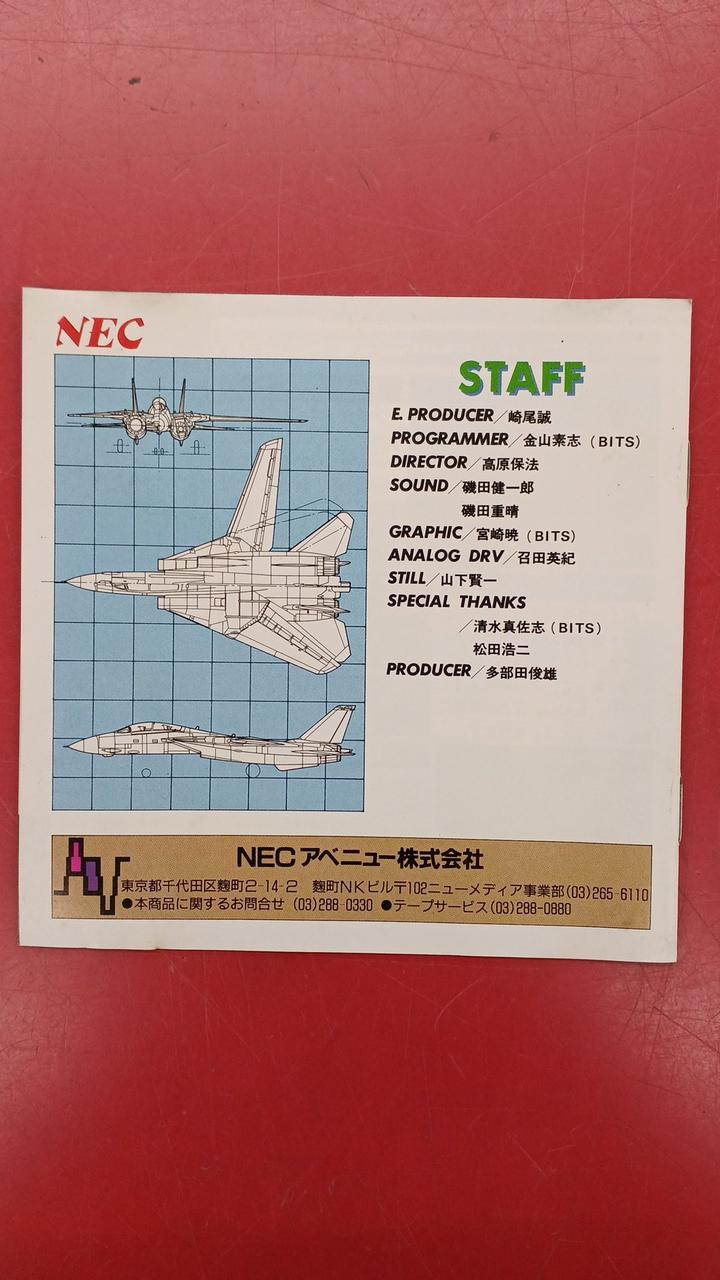 NEC
STAFF
E. PRODUCER／崎尾誠
PROGRAMMER／金山素志（BITS）
DIRECTOR／高原保法
SOUND／磯田健一郎
磯田重晴
GRAPHIC／宮崎暁（BITS）
ANALOG DRV／召田英紀
STILL／山下賢一
SPECIAL THANKS
／清水真佐志（BITS）
松田浩二
PRODUCER／多部田俊雄
NECアベニュー株式会社
東京都千代田区麹町2-14-2 麹町NKビル〒102ニューメディア事業部(03)265-6110
●本商品に関するお問合せ (03)288-0330 ●テープサービス(03)288-0880